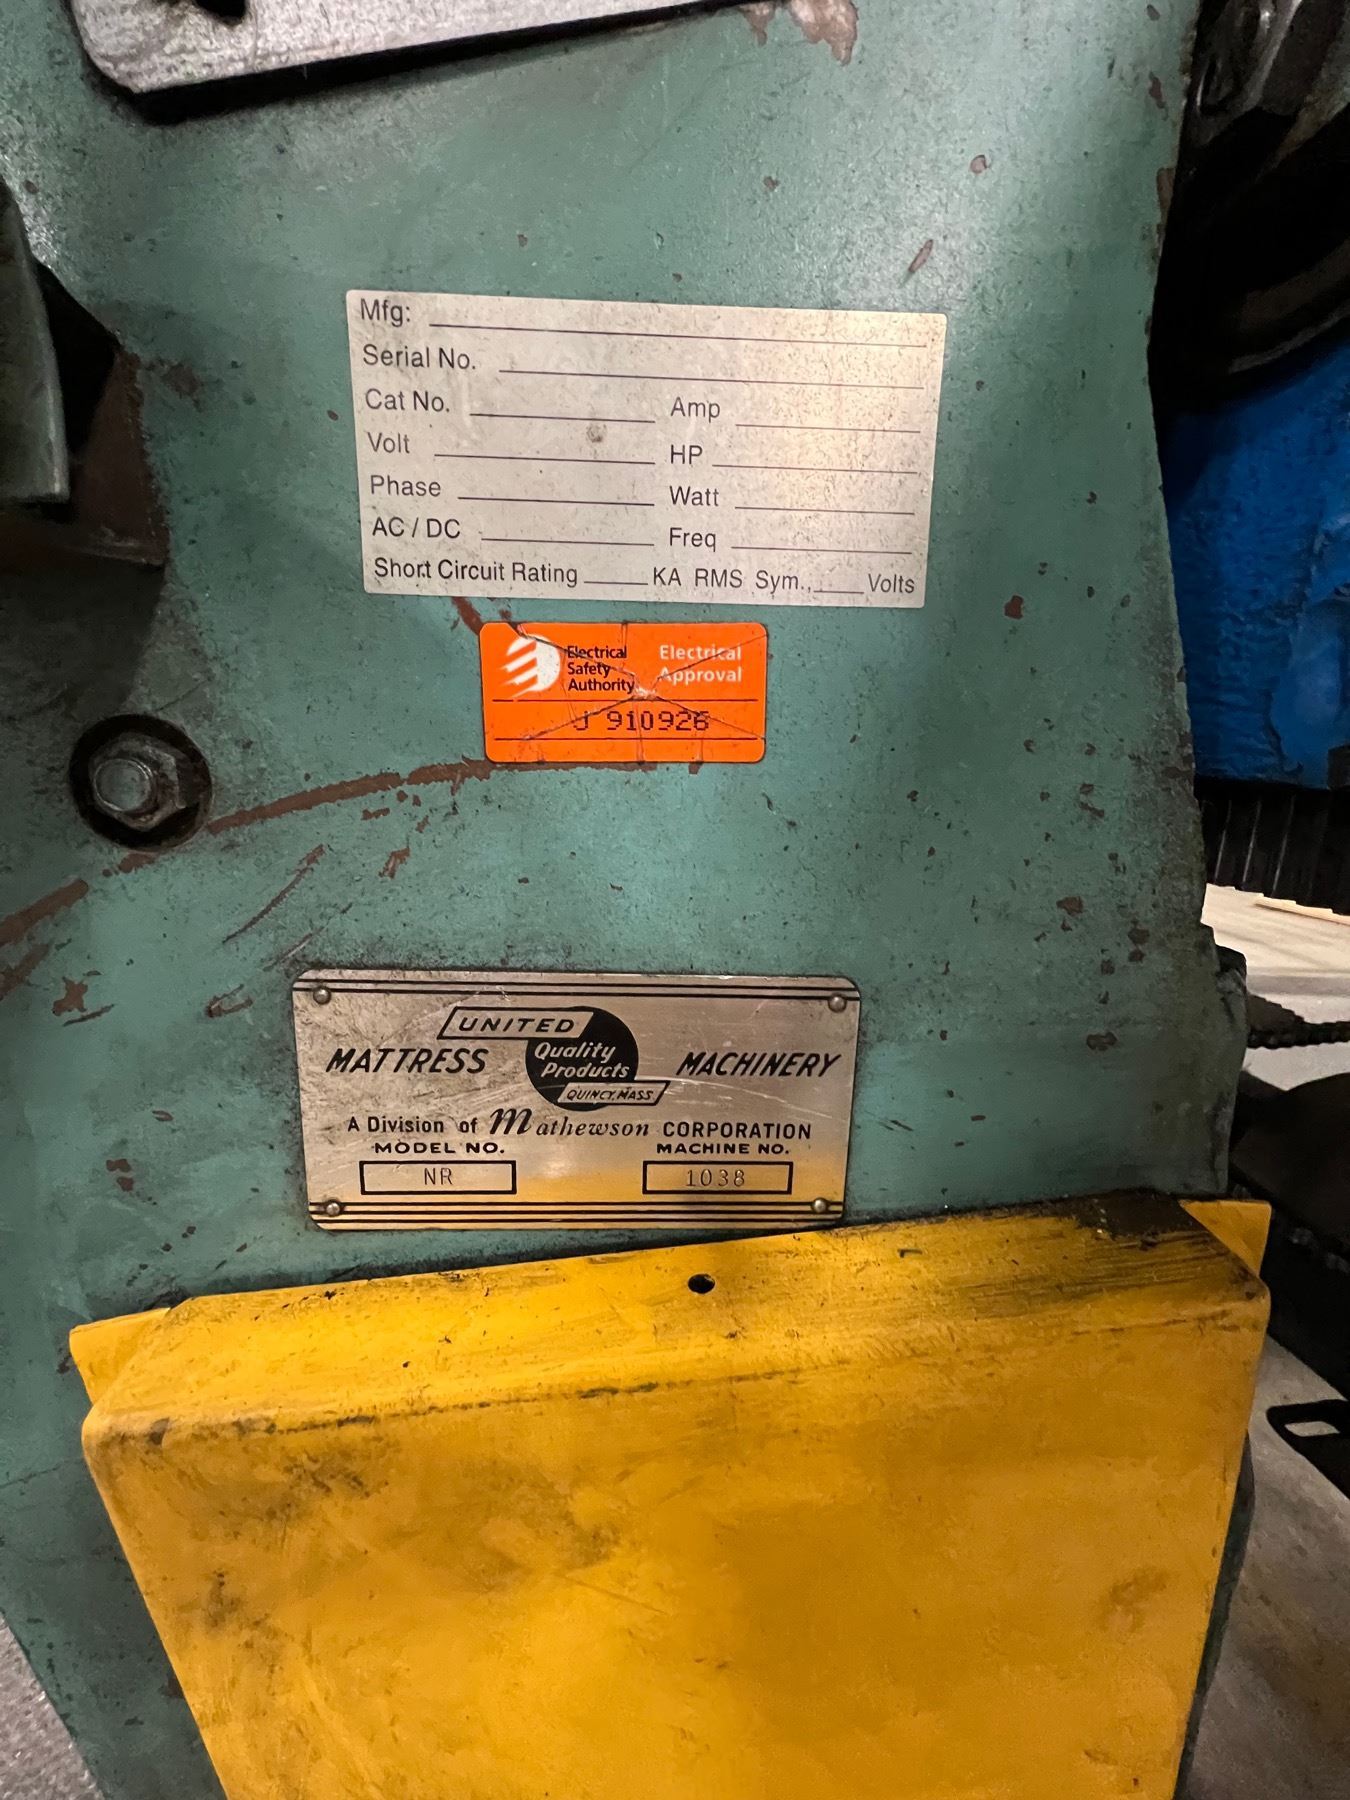 Mfg:
Serial No.
Cat No. Amp
Volt HP
Phase Watt
AC / DC Freq
Short Circuit Rating KA RMS Sym., Volts
Electrical Safety Authority
Electrical Approval
J 910926
UNITED
MATTRESS Quality Products MACHINERY
QUINCY, MASS
A Division of Mathewson CORPORATION
MODEL NO. MACHINE NO.
NR 1038